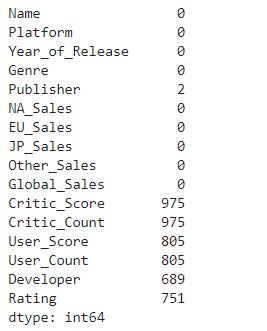 Name 0
Platform 0
Year_of_Release 0
Genre 0
Publisher 2
NA_Sales 0
EU_Sales 0
JP_Sales 0
Other_Sales 0
Global_Sales 0
Critic_Score 975
Critic_Count 975
User_Score 805
User_Count 805
Developer 689
Rating 751
dtype: int64